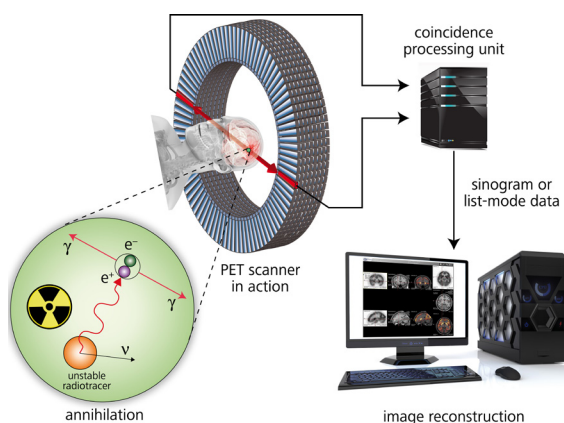 coincidence
processing unit
sinogram or
list-mode data
PET scanner
in action
γ
e⁻
e⁺
γ
ν
unstable
radiotracer
annihilation
image reconstruction